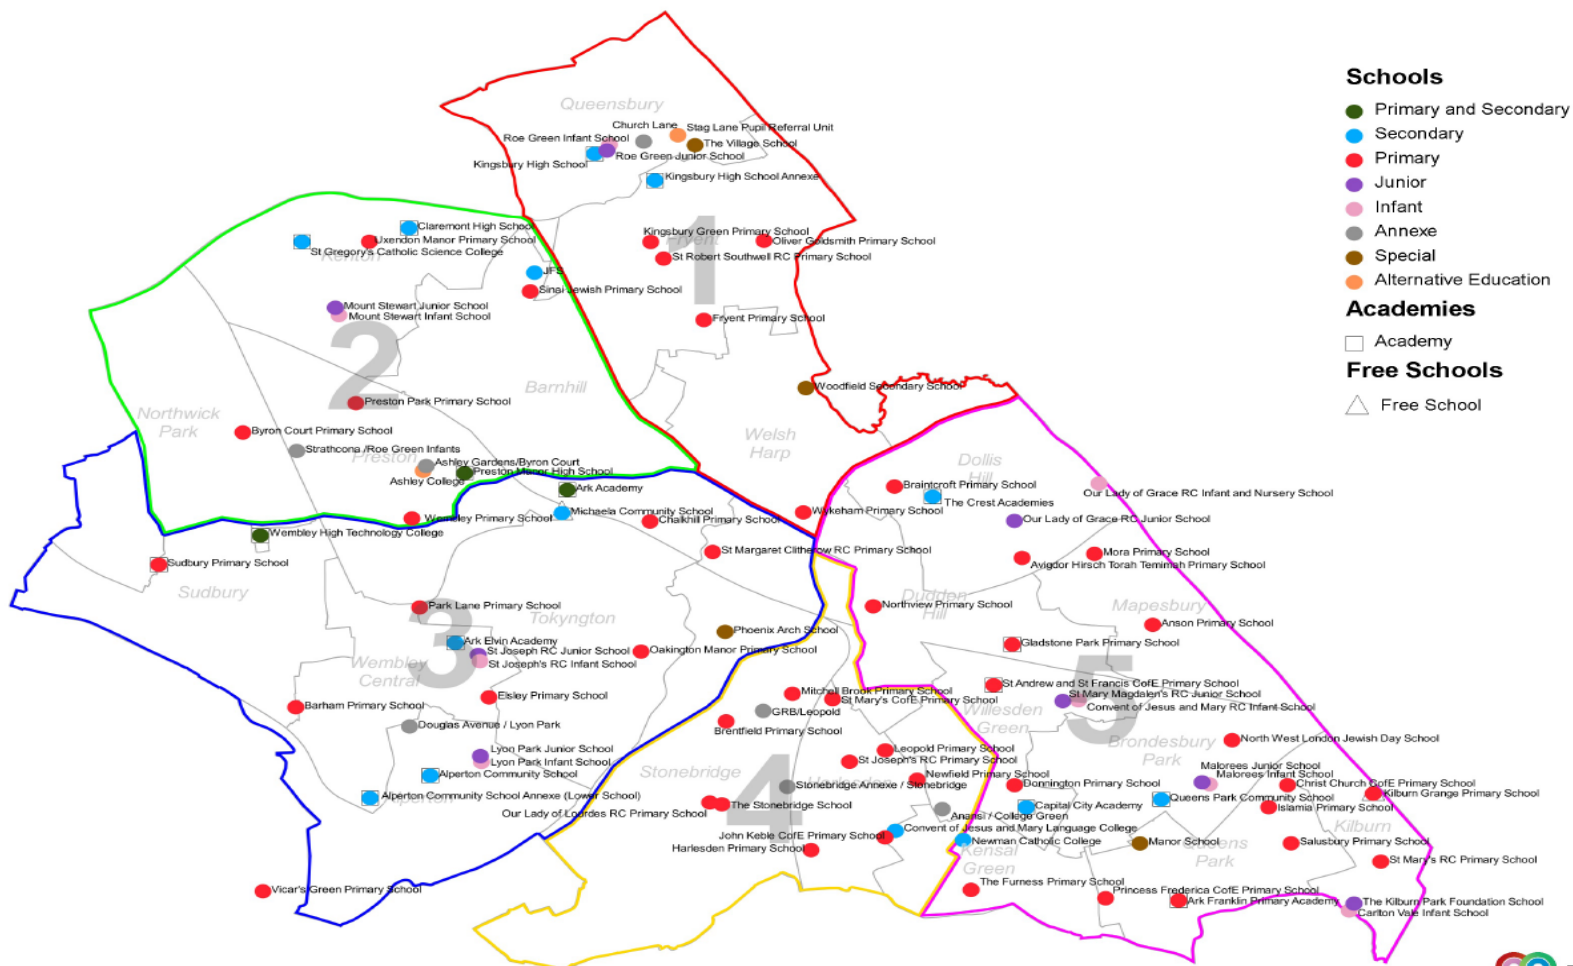 Queensbury
Church Lane
Stag Lane Pupil Referral Unit
Roe Green Infant School
The Village School
Roe Green Junior School
Kingsbury High School
Kingsbury High School Annexe
Claremont High School
Uxendon Manor Primary School
St Gregory's Catholic Science College
Kenton
1
Kingsbury Green Primary School
Fryent
Oliver Goldsmith Primary School
St Robert Southwell RC Primary School
JFS
Sinai Jewish Primary School
Mount Stewart Junior School
Mount Stewart Infant School
Fryent Primary School
2
Barnhill
Woodfield Secondary School
Preston Park Primary School
Northwick
Park
Byron Court Primary School
Welsh
Harp
Strathcona /Roe Green Infants
Preston
Ashley Gardens/Byron Court
Preston Manor High School
Ashley College
Dollis
Hill
Braintcroft Primary School
The Crest Academies
Our Lady of Grace RC Infant and Nursery School
Ark Academy
Michaela Community School
Wembley Primary School
Chalkhill Primary School
Wykeham Primary School
Our Lady of Grace RC Junior School
Wembley High Technology College
St Margaret Clitherow RC Primary School
Mora Primary School
Avigdor Hirsch Torah Temimah Primary School
Sudbury Primary School
Sudbury
Park Lane Primary School
Tokyngton
Northview Primary School
Dudden
Hill
Mapesbury
Anson Primary School
3
Phoenix Arch School
Ark Elvin Academy
St Joseph RC Junior School
St Joseph's RC Infant School
Oakington Manor Primary School
Gladstone Park Primary School
Wembley
Central
Elsley Primary School
Barham Primary School
Douglas Avenue / Lyon Park
Mitchell Brook Primary School
St Mary's CofE Primary School
GRB/Leopold
Brentfield Primary School
5
St Andrew and St Francis CofE Primary School
St Mary Magdalen's RC Junior School
Convent of Jesus and Mary RC Infant School
Willesden
Green
Brondesbury
Park
North West London Jewish Day School
Lyon Park Junior School
Lyon Park Infant School
Alperton Community School
Alperton Community School Annexe (Lower School)
Alperton
Stonebridge
4
Leopold Primary School
St Joseph's RC Primary School
Harlesden
Newfield Primary School
Stonebridge Annexe / Stonebridge
The Stonebridge School
Our Lady of Lourdes RC Primary School
Donnington Primary School
Malorees Junior School
Malorees Infant School
Christ Church CofE Primary School
Kilburn Grange Primary School
Queens Park Community School
Islamia Primary School
Capital City Academy
Anansi / College Green
Convent of Jesus and Mary Language College
John Keble CofE Primary School
Harlesden Primary School
Newman Catholic College
Kensal
Green
Manor School
Queens
Park
Kilburn
Salusbury Primary School
St Mary's RC Primary School
The Furness Primary School
Princess Frederica CofE Primary School
Ark Franklin Primary Academy
The Kilburn Park Foundation School
Carlton Vale Infant School
Vicar's Green Primary School
Schools
Primary and Secondary
Secondary
Primary
Junior
Infant
Annexe
Special
Alternative Education
Academies
Academy
Free Schools
Free School